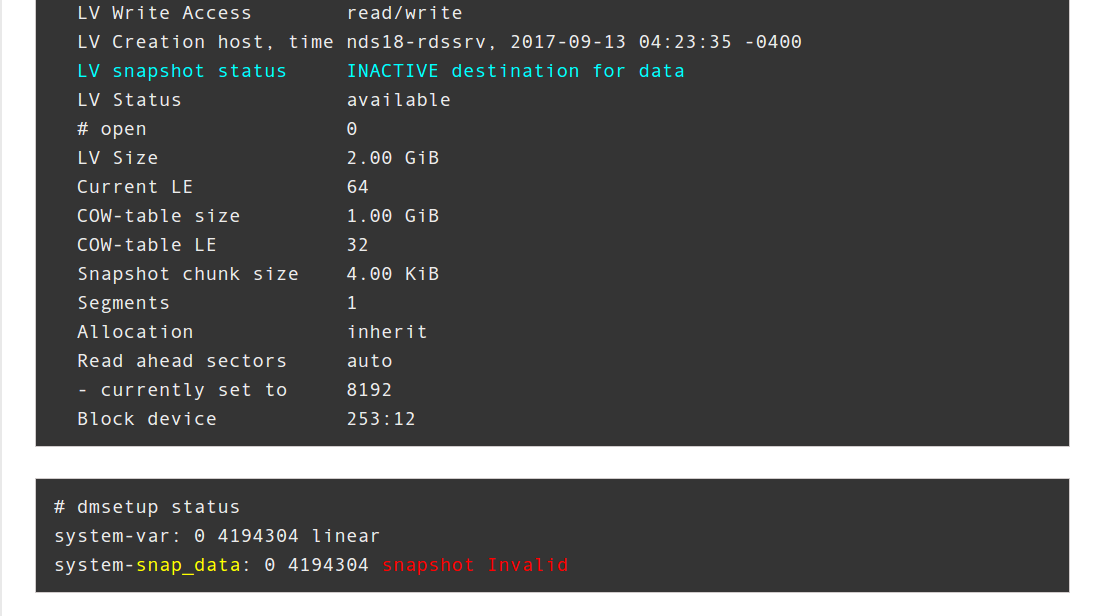 LV Write Access read/write
LV Creation host, time nds18-rdssrv, 2017-09-13 04:23:35 -0400
LV snapshot status INACTIVE destination for data
LV Status available
# open 0
LV Size 2.00 GiB
Current LE 64
COW-table size 1.00 GiB
COW-table LE 32
Snapshot chunk size 4.00 KiB
Segments 1
Allocation inherit
Read ahead sectors auto
- currently set to 8192
Block device 253:12
# dmsetup status
system-var: 0 4194304 linear
system-snap_data: 0 4194304 snapshot Invalid